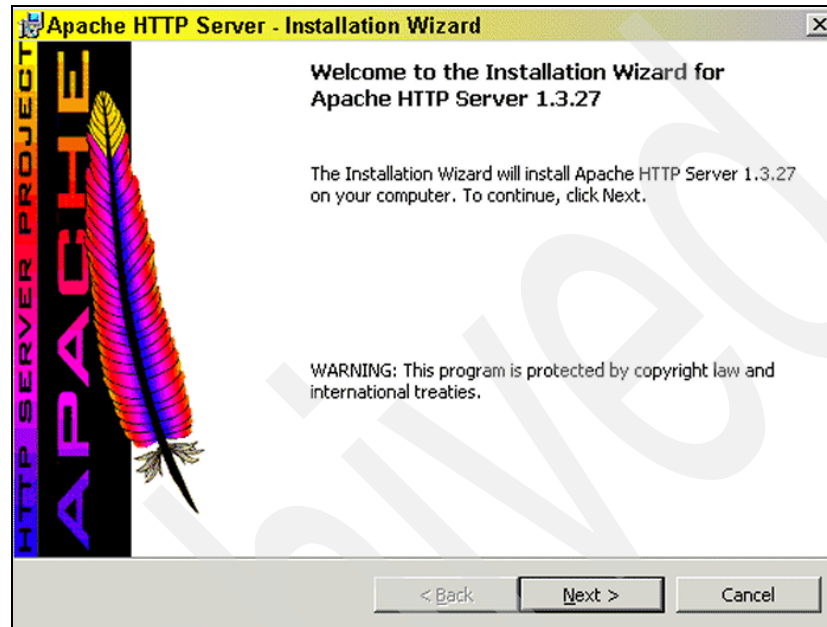 Apache HTTP Server - Installation Wizard
HTTP SERVER PROJECT
APACHE
Welcome to the Installation Wizard for
Apache HTTP Server 1.3.27
The Installation Wizard will install Apache HTTP Server 1.3.27
on your computer. To continue, click Next.
WARNING: This program is protected by copyright law and
international treaties.
< Back
Next >
Cancel
hived